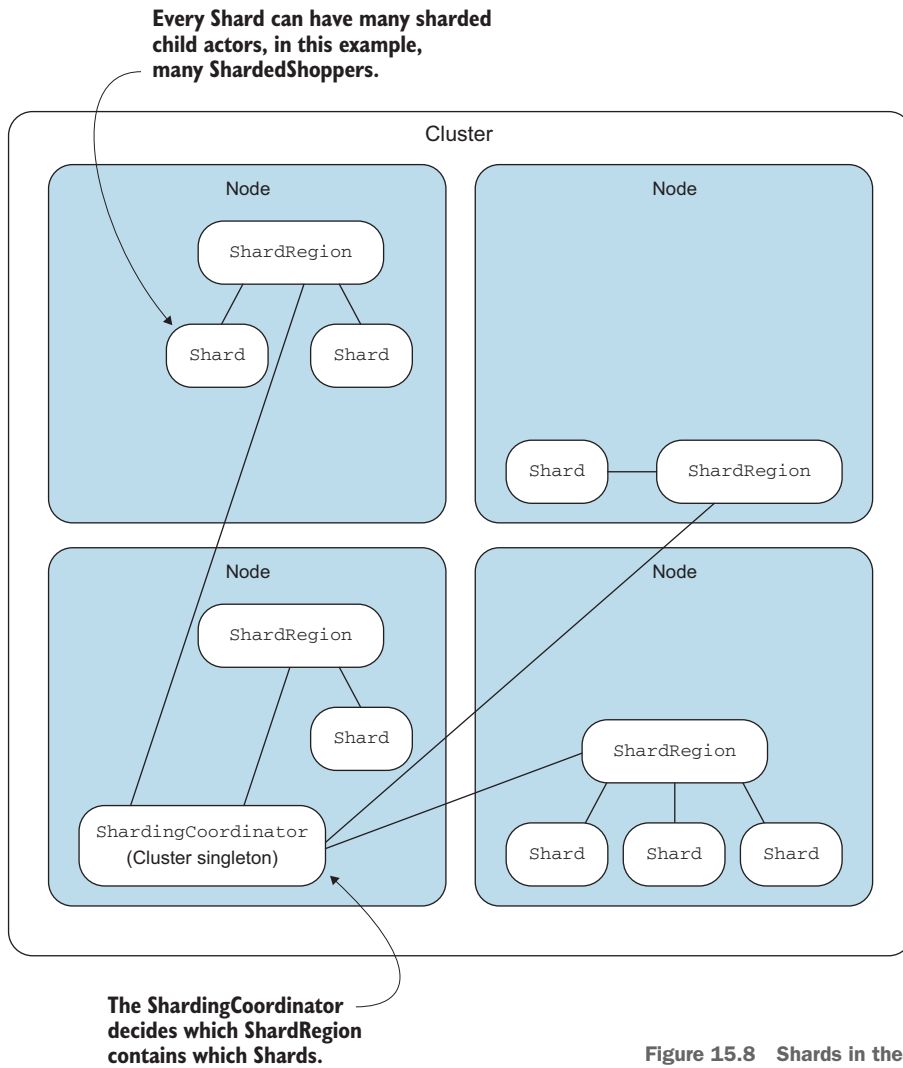 Every Shard can have many sharded
child actors, in this example,
many ShardedShoppers.
Cluster
Node
ShardRegion
Shard
Shard
Node
Shard
ShardRegion
Node
ShardRegion
Shard
ShardingCoordinator
(Cluster singleton)
Node
ShardRegion
Shard
Shard
Shard
The ShardingCoordinator
decides which ShardRegion
contains which Shards.
Figure 15.8 Shards in the